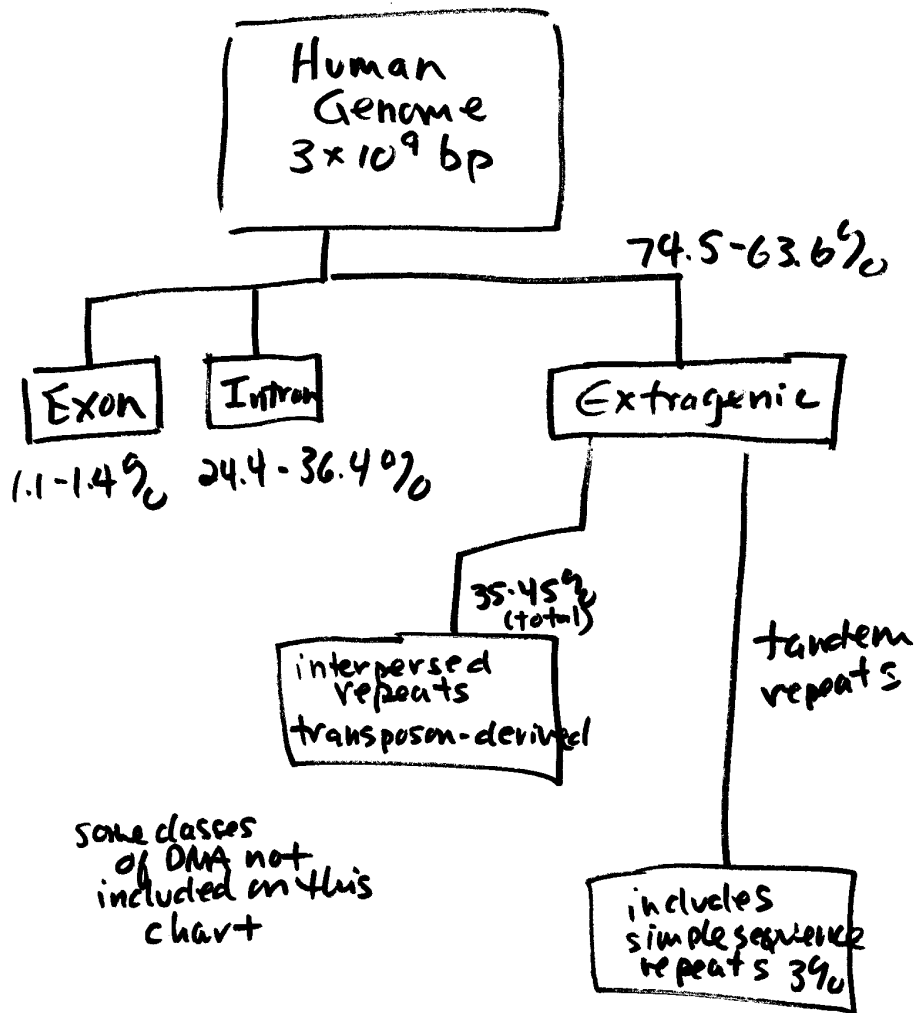 Human
Genome
3 × 10⁹ bp
74.5-63.6%
Exon
Intron
Extragenic
1.1-1.4%
24.4-36.4%
35-45%
(total)
interpersed
repeats
transposon-derived
tandem
repeats
some classes
of DNA not
included on this
chart
includes
simple sequence
repeats 3%